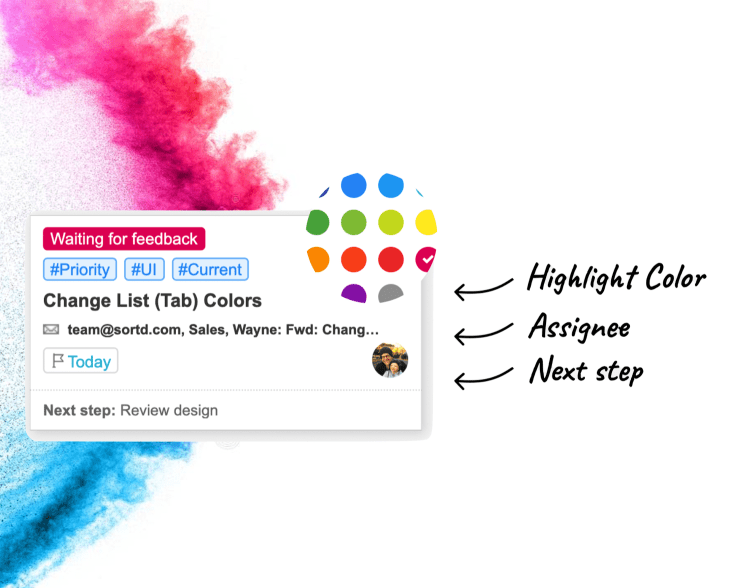 Waiting for feedback
#Priority #UI #Current
Change List (Tab) Colors
team@sortd.com, Sales, Wayne: Fwd: Chang...
Today
Next step: Review design
Highlight Color
Assignee
Next step